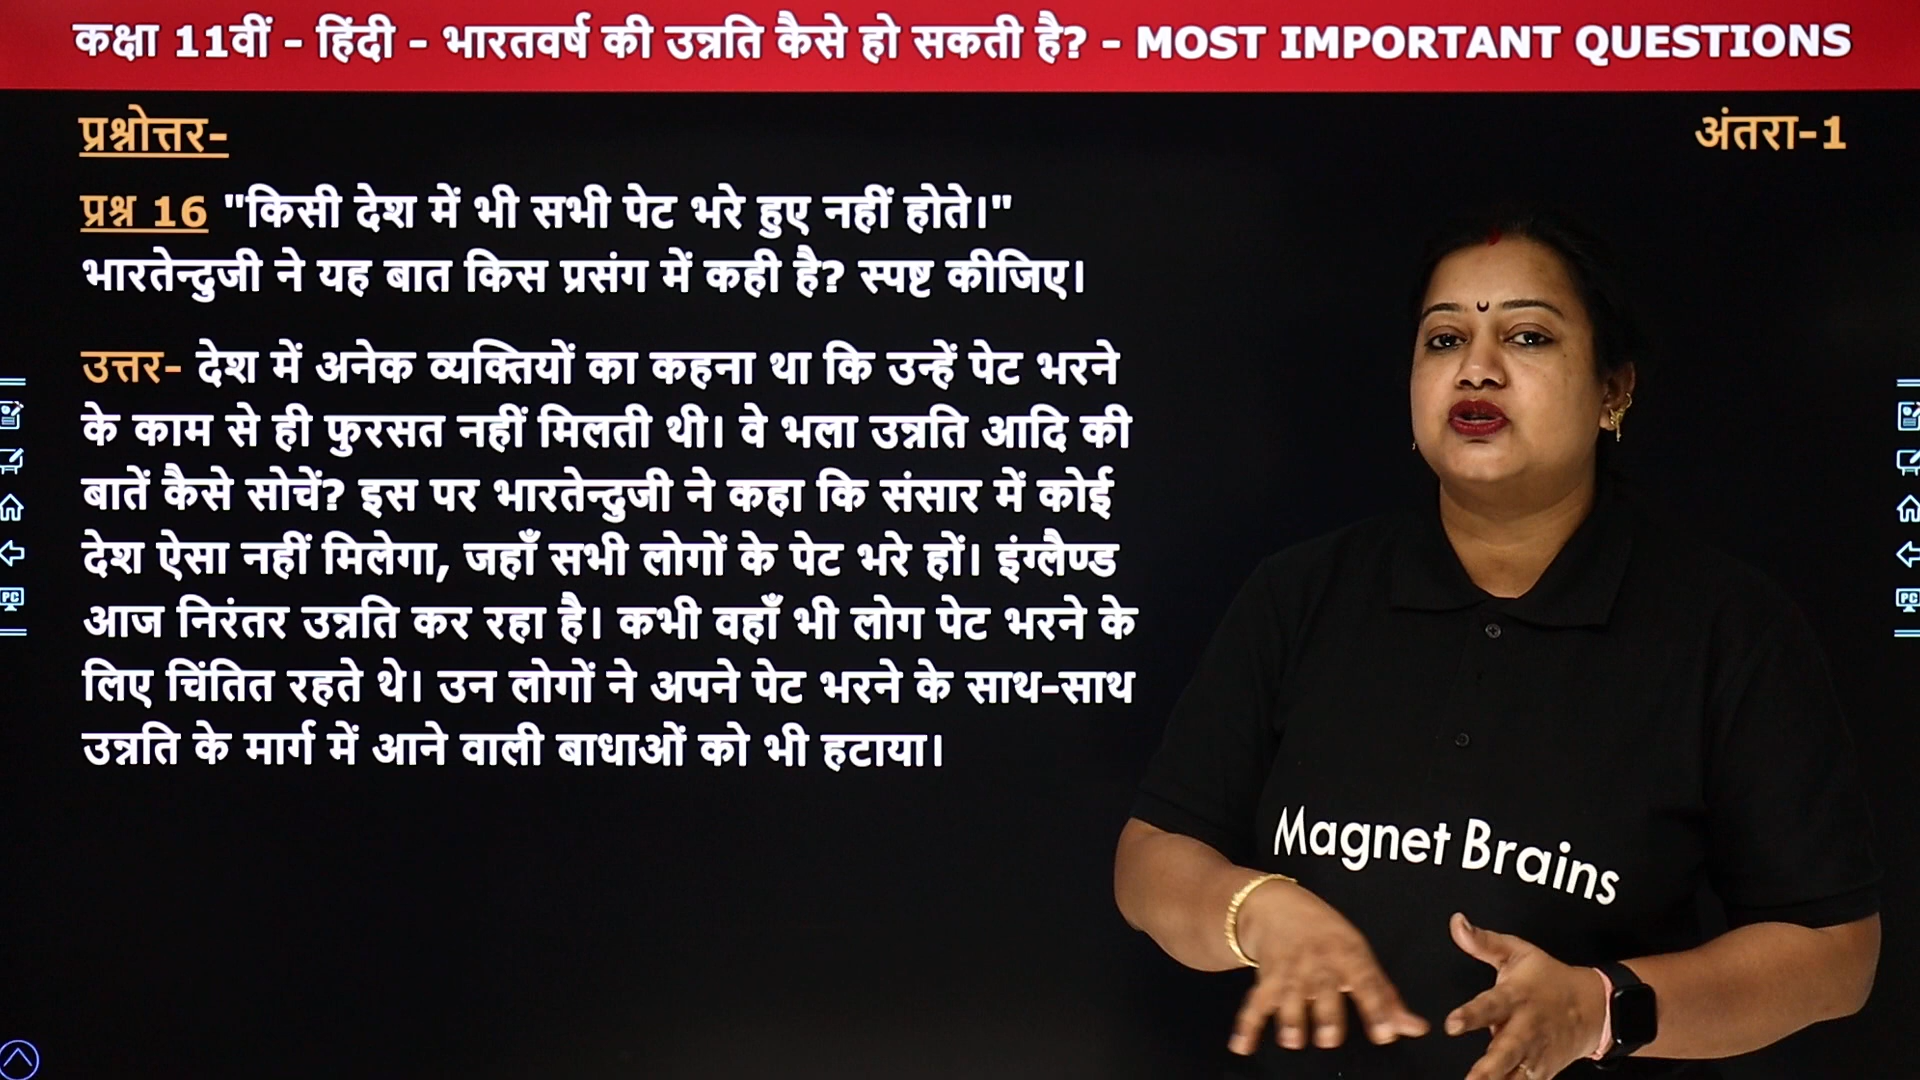 कक्षा 11वीं - हिंदी - भारतवर्ष की उन्नति कैसे हो सकती है? - MOST IMPORTANT QUESTIONS
प्रश्नोत्तर-
अंतरा-1
प्रश्न 16 "किसी देश में भी सभी पेट भरे हुए नहीं होते।"
भारतेन्दुजी ने यह बात किस प्रसंग में कही है? स्पष्ट कीजिए।
उत्तर- देश में अनेक व्यक्तियों का कहना था कि उन्हें पेट भरने
के काम से ही फुरसत नहीं मिलती थी। वे भला उन्नति आदि की
बातें कैसे सोचें? इस पर भारतेन्दुजी ने कहा कि संसार में कोई
देश ऐसा नहीं मिलेगा, जहाँ सभी लोगों के पेट भरे हों। इंग्लैण्ड
आज निरंतर उन्नति कर रहा है। कभी वहाँ भी लोग पेट भरने के
लिए चिंतित रहते थे। उन लोगों ने अपने पेट भरने के साथ-साथ
उन्नति के मार्ग में आने वाली बाधाओं को भी हटाया।
Magnet Brains
PC
PC